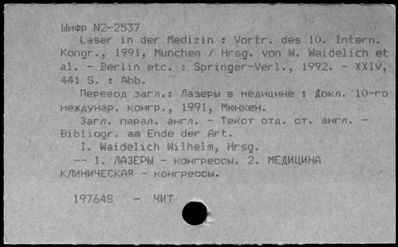 Шифр N2-2537
Laser in der Medizin : Vortr. des 10. Intern.
Kongr., 1991, Munchen / Hrsg. von W. Waidelich et
al. - Berlin etc. : Springer-Verl., 1992. - XXIV,
441 S. : Abb.
Перевод загл.: Лазеры в медицине : Докл. 10-го
междунар. конгр., 1991, Мюнхен.
Загл. парал. англ. - Текст отд. ст. англ. -
Bibliogr. am Ende der Art.
I. Waidelich Wilhelm, Hrsg.
-- 1. ЛАЗЕРЫ - конгрессы. 2. МЕДИЦИНА
КЛИНИЧЕСКАЯ - конгрессы.
197648 - ЧИТ